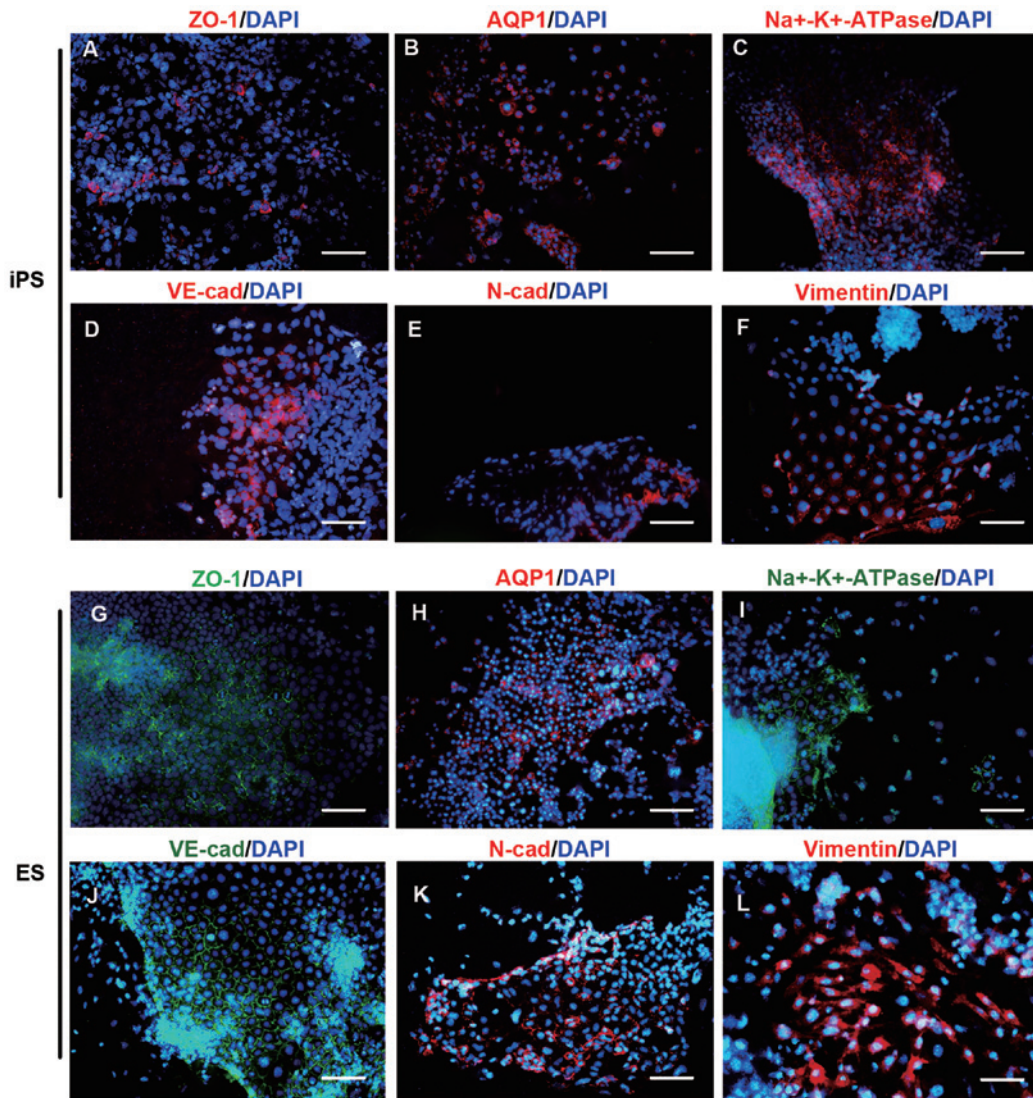 ZO-1/DAPI AQP1/DAPI Na+-K+-ATPase/DAPI
A B C
iPS
VE-cad/DAPI N-cad/DAPI Vimentin/DAPI
D E F
ZO-1/DAPI AQP1/DAPI Na+-K+-ATPase/DAPI
G H I
ES
VE-cad/DAPI N-cad/DAPI Vimentin/DAPI
J K L